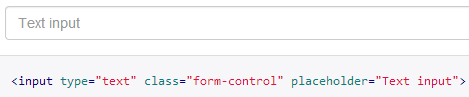 Text input
<input type="text" class="form-control" placeholder="Text input">